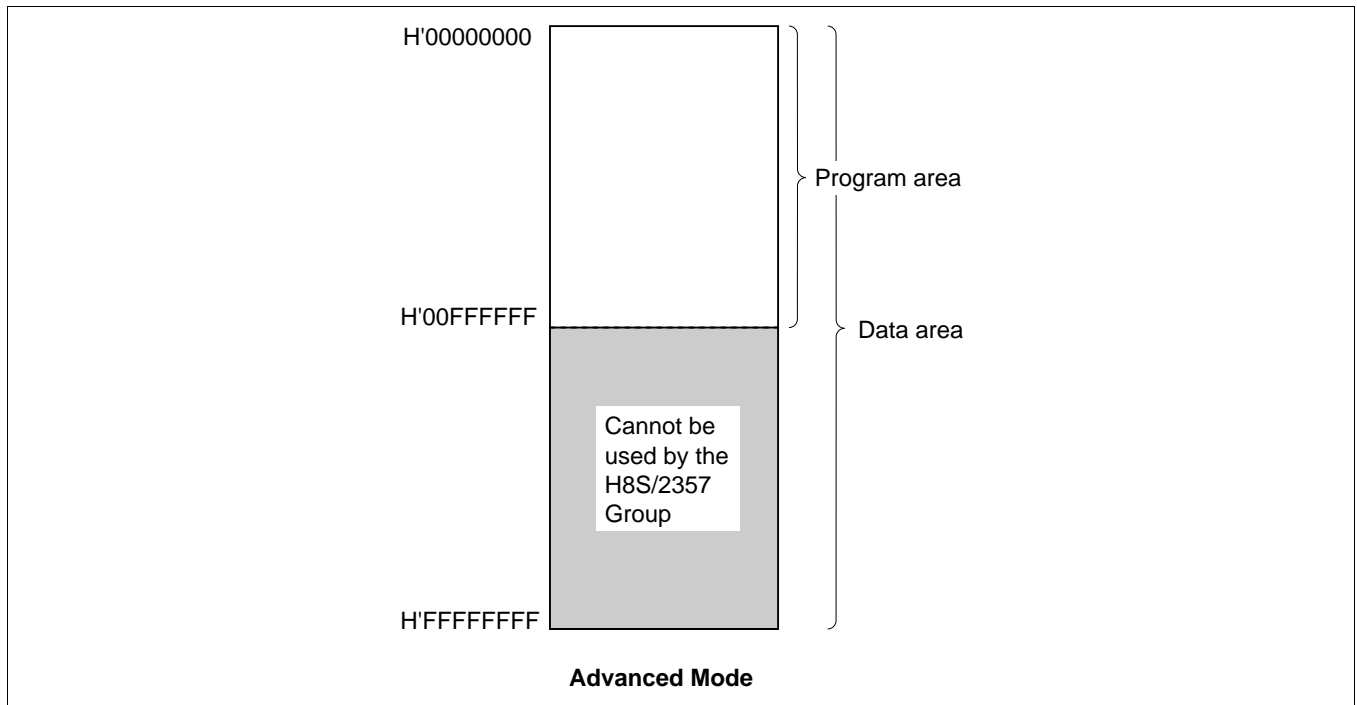 H'00000000
Program area
H'00FFFFFF
Data area
Cannot be
used by the
H8S/2357
Group
H'FFFFFFFF
Advanced Mode